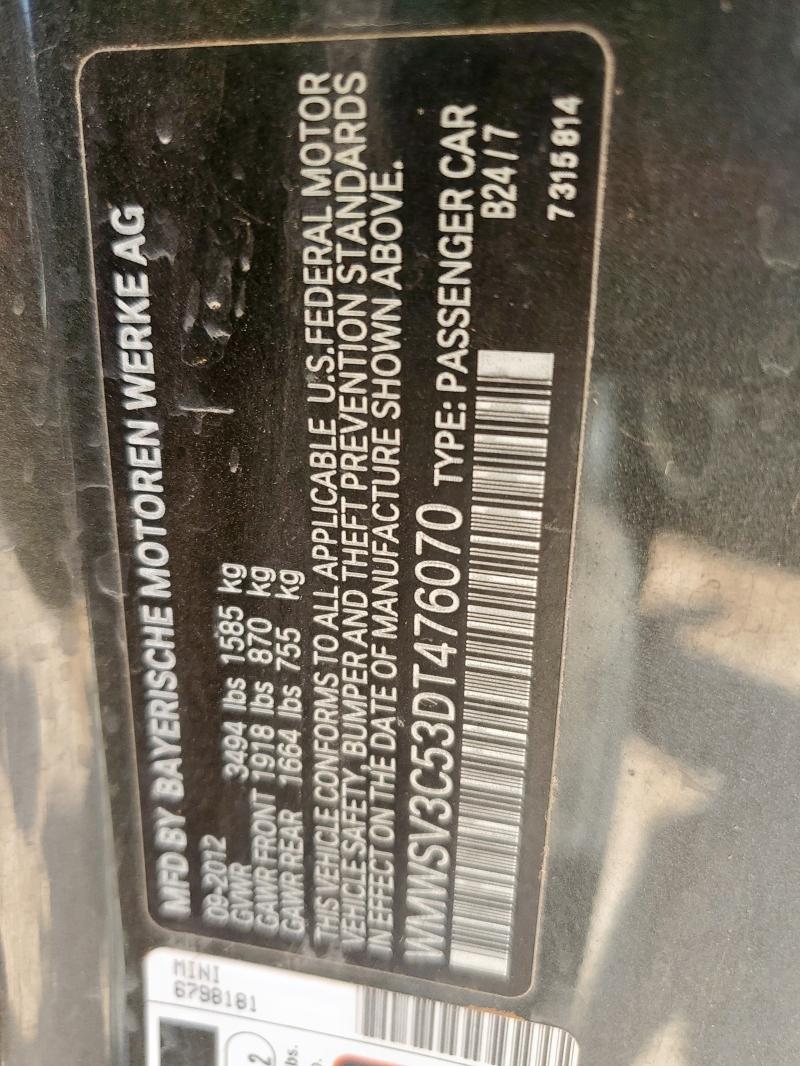 MFD BY BAYERISCHE MOTOREN WERKE AG
09-2012
GVWR 3494 lbs 1585 kg
GAWR FRONT 1918 lbs 870 kg
GAWR REAR 1664 lbs 755 kg
THIS VEHICLE CONFORMS TO ALL APPLICABLE U.S.FEDERAL MOTOR
VEHICLE SAFETY, BUMPER AND THEFT PREVENTION STANDARDS
IN EFFECT ON THE DATE OF MANUFACTURE SHOWN ABOVE.
WMWSV3C53DT476070 TYPE: PASSENGER CAR
B24/7
7315814
MINI
6798181
2
lbs.